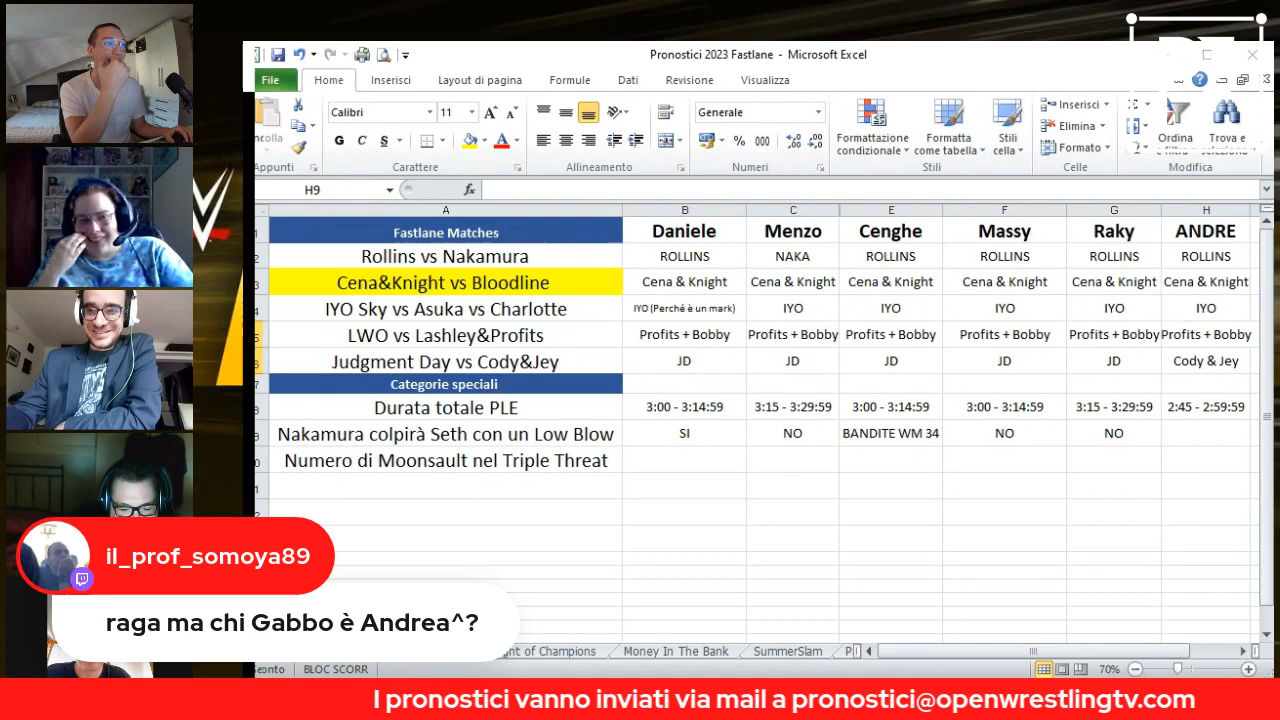 Pronostici 2023 Fastlane - Microsoft Excel
File Home Inserisci Layout di pagina Formule Dati Revisione Visualizza
Calibri 11 Generale
G C S % 000
Formattazione condizionale Formatta come tabella Stili cella
Inserisci Elimina Formato
Ordina Trova e
Appunti Carattere Allineamento Numeri Stili Celle Modifica
H9 fx
A B C D E F G H
Fastlane Matches Daniele Menzo Cenghe Massy Raky ANDRE
Rollins vs Nakamura ROLLINS NAKA ROLLINS ROLLINS ROLLINS ROLLINS
Cena&Knight vs Bloodline Cena & Knight Cena & Knight Cena & Knight Cena & Knight Cena & Knight Cena & Knight
IYO Sky vs Asuka vs Charlotte IYO (Perché è un mark) IYO IYO IYO IYO IYO
LWO vs Lashley&Profits Profits + Bobby Profits + Bobby Profits + Bobby Profits + Bobby Profits + Bobby Profits + Bobby
Judgment Day vs Cody&Jey JD JD JD JD JD Cody & Jey
Categorie speciali
Durata totale PLE 3:00 - 3:14:59 3:15 - 3:29:59 3:00 - 3:14:59 3:00 - 3:14:59 3:15 - 3:29:59 2:45 - 2:59:59
Nakamura colpirà Seth con un Low Blow SI NO BANDITE WM 34 NO NO
Numero di Moonsault nel Triple Threat
il_prof_somoya89
raga ma chi Gabbo è Andrea^?
of Champions Money In The Bank SummerSlam
BLOC SCORR 70%
I pronostici vanno inviati via mail a pronostici@openwrestlingtv.com